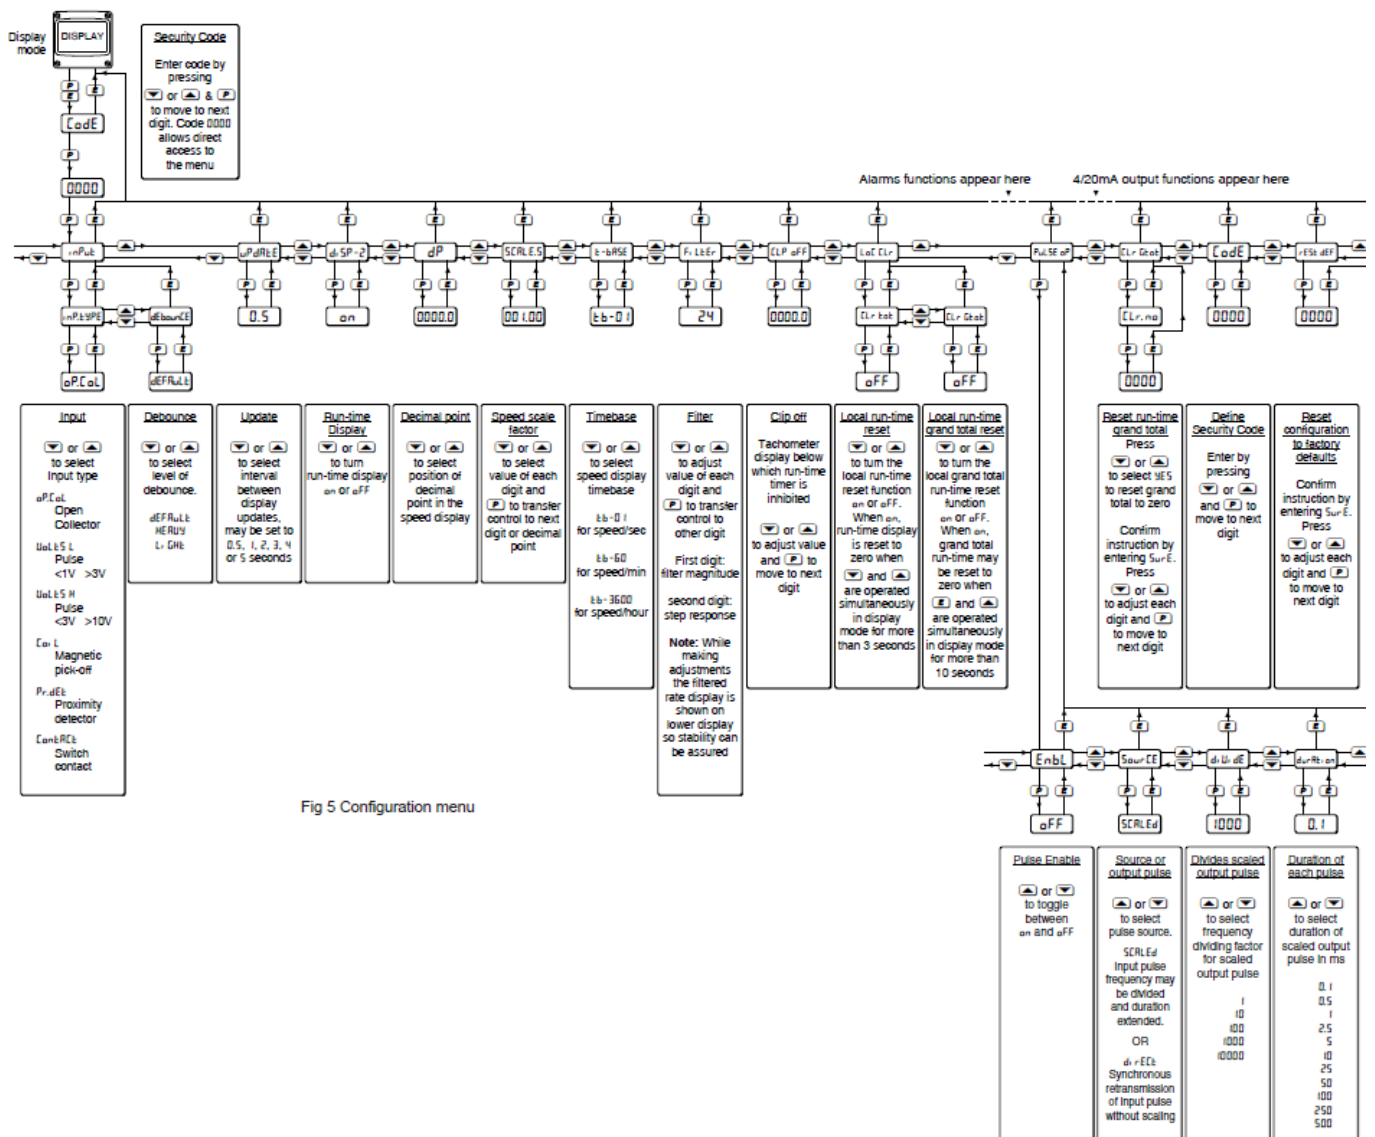 Display
mode
DISPLAY
Security Code
Enter code by
pressing
or & P
to move to next
digit. Code 0000
allows direct
access to
the menu
P
E
E
CodE
P
0000
Alarms functions appear here
4/20mA output functions appear here
P E E E E E E E E E E E E E
inPut uPdAtE diSP-2 dP SCALE.S t-bASE FiLtEr CLP oFF LoC CLr PuLSE oP CLr Gtot CodE rESt dEF
P E E P E P E P E P E P E P E P E P E P P E P E P E
inP.tYPE dEbounCE 0.5 on 0000.0 001.00 tb-01 24 0000.0 CLr tot CLr Gtot CLr.no 0000 0000
P E P E P E P E P E
oP.CoL dEFAuLt oFF oFF 0000
Input
or
to select
Input type
oP.CoL
Open
Collector
VoLtS L
Pulse
<1V >3V
VoLtS H
Pulse
<3V >10V
CoiL
Magnetic
pick-off
Pr.dEt
Proximity
detector
ContACt
Switch
contact
Debounce
or
to select
level of
debounce.
dEFAuLt
HEAVY
LiGHt
Update
or
to select
interval
between
display
updates,
may be set to
0.5, 1, 2, 3, 4
or 5 seconds
Run-time
Display
or
to turn
run-time display
on or oFF
Decimal point
or
to select
position of
decimal
point in the
speed display
Speed scale
factor
or
to select
value of each
digit and
P to transfer
control to next
digit or decimal
point
Timebase
or
to select
speed display
timebase
tb-01
for speed/sec
tb-60
for speed/min
tb-3600
for speed/hour
Filter
or
to adjust
value of each
digit and
P to transfer
control to
other digit
First digit:
filter magnitude
second digit:
step response
Note: While
making
adjustments
the filtered
rate display is
shown on
lower display
so stability can
be assured
Clip off
Tachometer
display below
which run-time
timer is
inhibited
or
to adjust value
and P to
move to next
digit
Local run-time
reset
or
to turn the
local run-time
reset function
on or oFF.
When on,
run-time display
is reset to
zero when
and
are operated
simultaneously
in display
mode for more
than 3 seconds
Local run-time
grand total reset
or
to turn the
local grand total
run-time reset
function
on or oFF.
When on,
grand total
run-time may
be reset to
zero when
E and
are operated
simultaneously
in display mode
for more than
10 seconds
Reset run-time
grand total
Press
or
to select YES
to reset grand
total to zero
Confirm
instruction by
entering SurE.
Press
or
to adjust each
digit and P
to move to
next digit
Define
Security Code
Enter by
pressing
or
and P to
move to next
digit
Reset
configuration
to factory
defaults
Confirm
instruction by
entering SurE.
Press
or
to adjust each
digit and P
to move to
next digit
E E E
EnbL SourCE diVidE durAtion
P E P E P E P E
oFF SCALEd 1000 0.1
Fig 5 Configuration menu
Pulse Enable
or
to toggle
between
on and oFF
Source or
output pulse
or
to select
pulse source.
SCALEd
Input pulse
frequency may
be divided
and duration
extended.
OR
dirECt
Synchronous
retransmission
of input pulse
without scaling
Divides scaled
output pulse
or
to select
frequency
dividing factor
for scaled
output pulse
1
10
100
1000
10000
Duration of
each pulse
or
to select
duration of
scaled output
pulse in ms
0.1
0.5
1
2.5
5
10
25
50
100
250
500